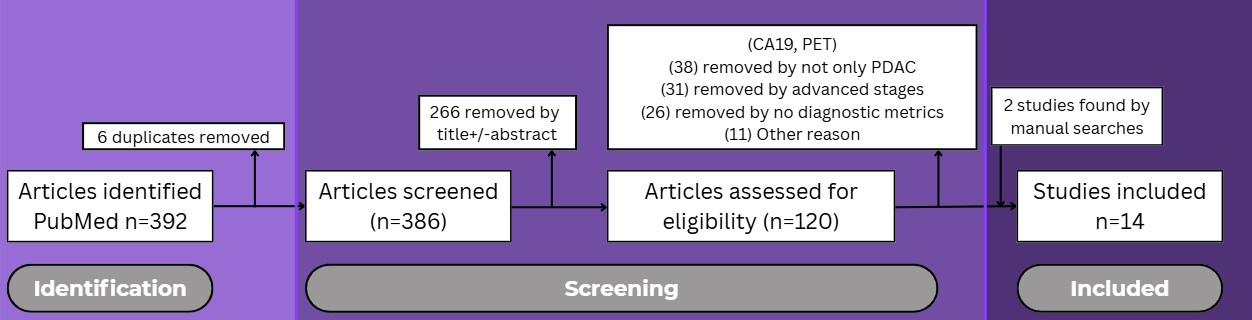 6 duplicates removed
Articles identified
PubMed n=392
266 removed by
title+/-abstract
Articles screened
(n=386)
(CA19, PET)
(38) removed by not only PDAC
(31) removed by advanced stages
(26) removed by no diagnostic metrics
(11) Other reason
Articles assessed for
eligibility (n=120)
2 studies found by
manual searches
Studies included
n=14
Identification
Screening
Included